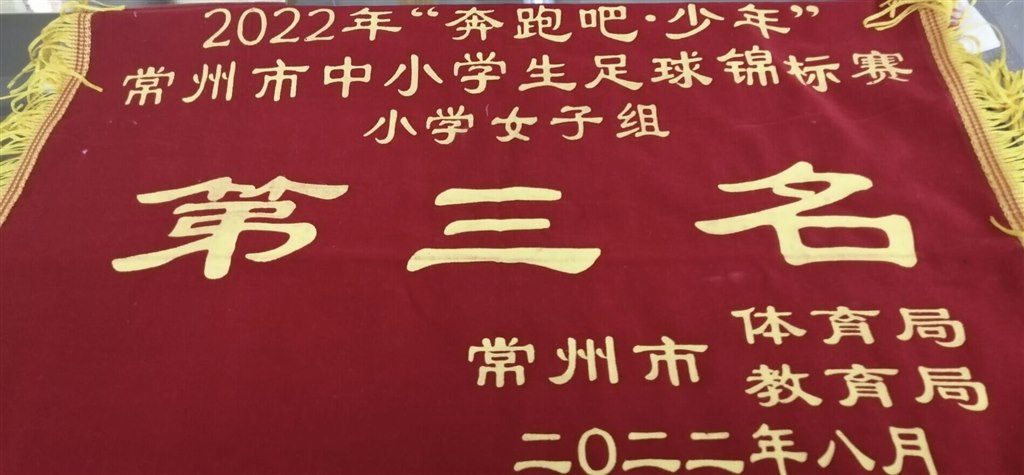 2022年“奔跑吧·少年”
常州市中小学生足球锦标赛
小学女子组
第三名
常州市 体育局
教育局
二〇二二年八月